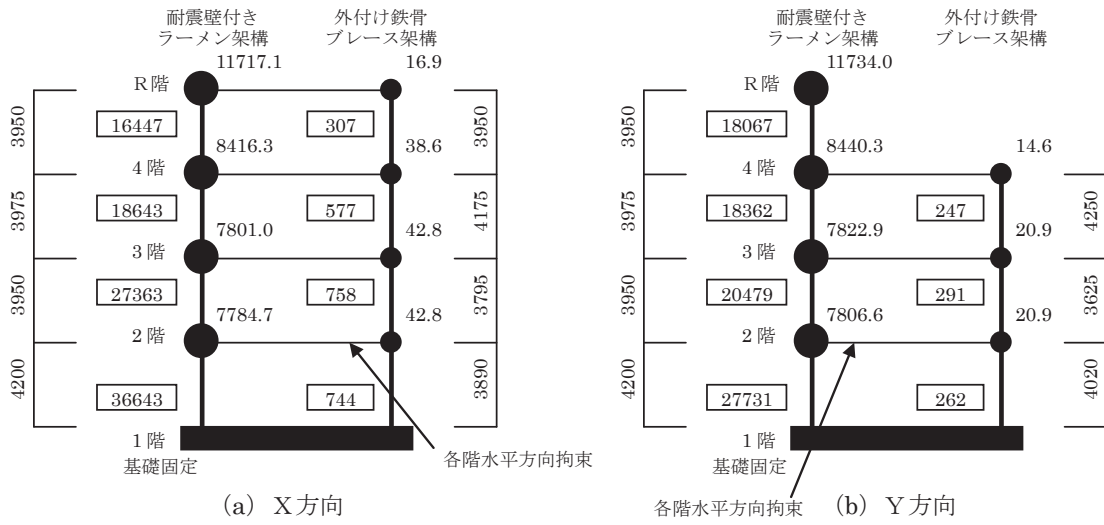 耐震壁付き
ラーメン架構
外付け鉄骨
ブレース架構
11717.1
16.9
R階
3950
16447
307
3950
8416.3
38.6
4階
3975
18643
577
4175
7801.0
42.8
3階
3950
27363
758
3795
7784.7
42.8
2階
4200
36643
744
3890
1階
基礎固定
各階水平方向拘束
(a) X方向
耐震壁付き
ラーメン架構
外付け鉄骨
ブレース架構
11734.0
R階
3950
18067
8440.3
14.6
4階
3975
18362
247
4250
7822.9
20.9
3階
3950
20479
291
3625
7806.6
20.9
2階
4200
27731
262
4020
1階
基礎固定
各階水平方向拘束
(b) Y方向